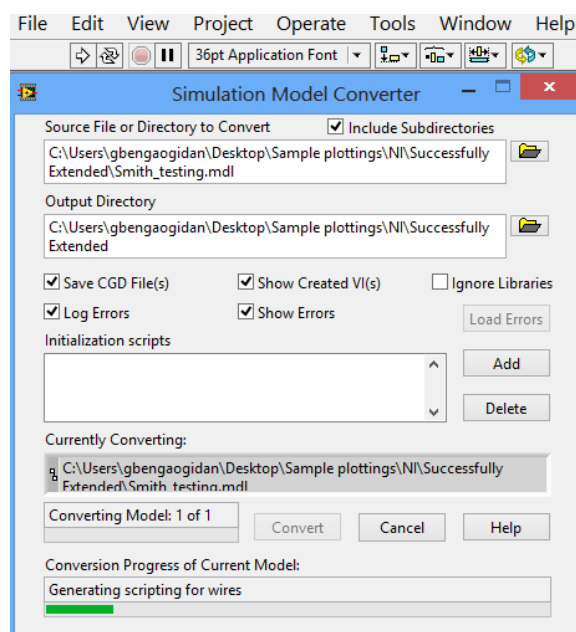 File Edit View Project Operate Tools Window Help
36pt Application Font
Simulation Model Converter
Source File or Directory to Convert Include Subdirectories
C:\Users\gbengaogidan\Desktop\Sample plottings\NI\Successfully
Extended\Smith_testing.mdl
Output Directory
C:\Users\gbengaogidan\Desktop\Sample plottings\NI\Successfully
Extended
Save CGD File(s) Show Created VI(s) Ignore Libraries
Log Errors Show Errors Load Errors
Initialization scripts
Add
Delete
Currently Converting:
C:\Users\gbengaogidan\Desktop\Sample plottings\NI\Successfully
Extended\Smith_testing.mdl
Converting Model: 1 of 1 Convert Cancel Help
Conversion Progress of Current Model:
Generating scripting for wires